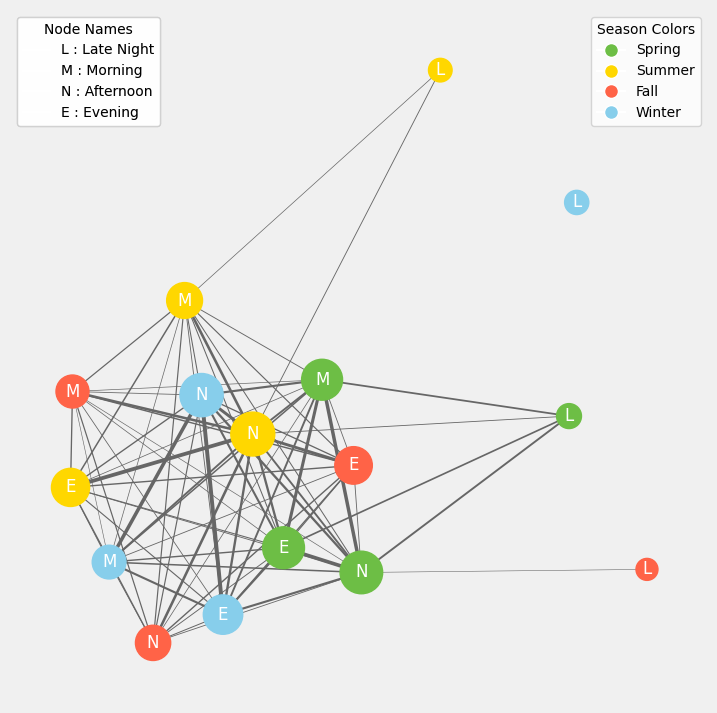 Node Names
L : Late Night
M : Morning
N : Afternoon
E : Evening
Season Colors
Spring
Summer
Fall
Winter
L
L
M
M
M
N
L
N
E
E
E
M
L
N
E
N